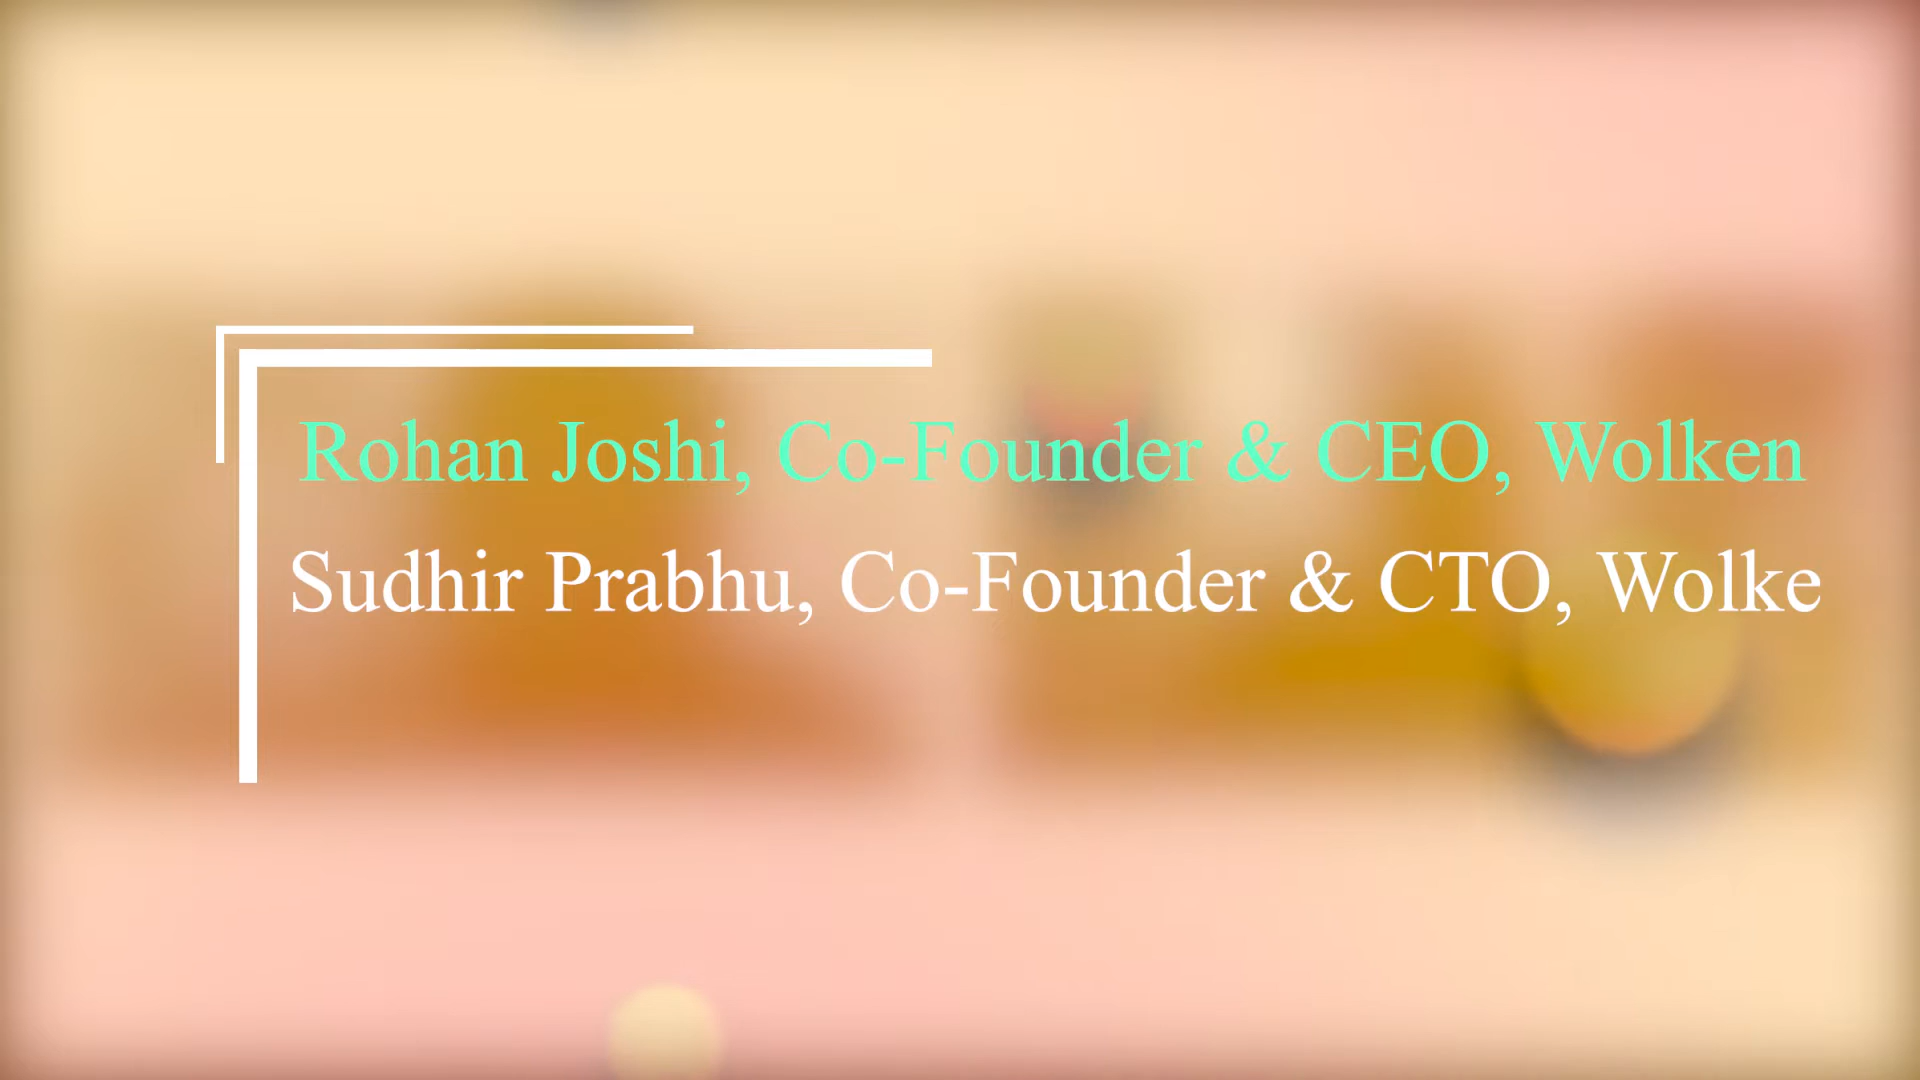 Rohan Joshi, Co-Founder & CEO, Wolken
Sudhir Prabhu, Co-Founder & CTO, Wolke